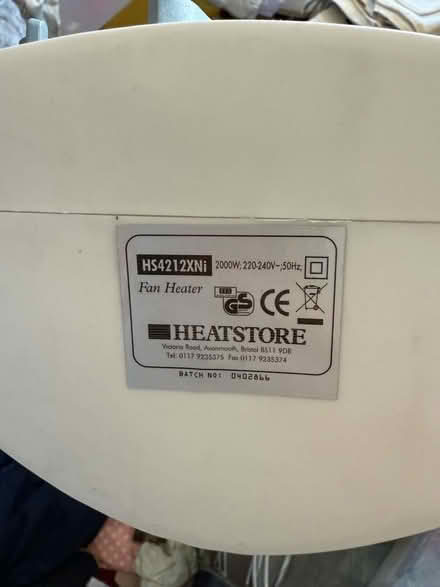 HS4212XNi 2000W; 220-240V~;50Hz;
Fan Heater
GS CE
HEATSTORE
Victoria Road, Avonmouth, Bristol BS11 9DB
Tel: 0117 9235375 Fax 0117 9235374
BATCH NO: 0402866